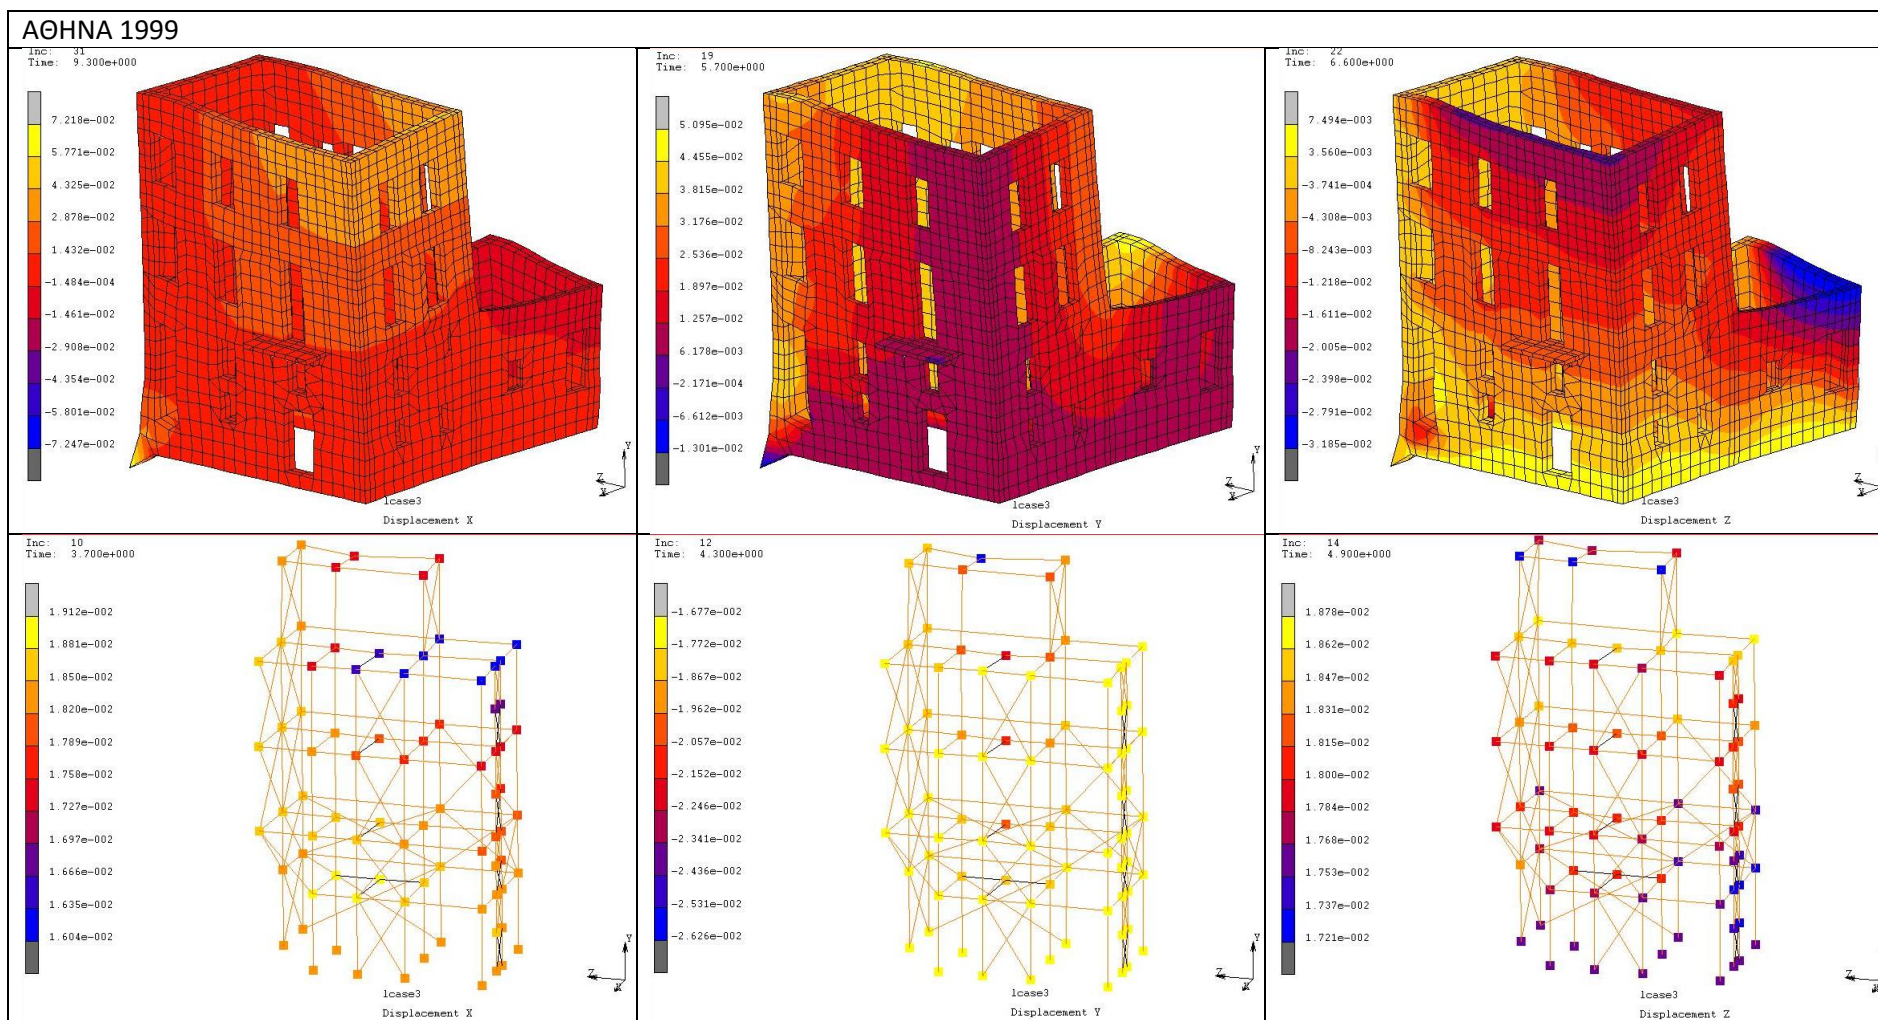 ΑΘΗΝΑ 1999
Inc: 31
Time: 9.300e+000
7.218e-002
5.771e-002
4.325e-002
2.878e-002
1.432e-002
-1.484e-004
-1.461e-002
-2.908e-002
-4.354e-002
-5.801e-002
-7.247e-002
Y
Z
X
lcase3
Displacement X
Inc: 19
Time: 5.700e+000
5.095e-002
4.455e-002
3.815e-002
3.176e-002
2.536e-002
1.897e-002
1.257e-002
6.178e-003
-2.171e-004
-6.612e-003
-1.301e-002
Y
Z
X
lcase3
Displacement Y
Inc: 22
Time: 6.600e+000
7.494e-003
3.560e-003
-3.741e-004
-4.308e-003
-8.243e-003
-1.218e-002
-1.611e-002
-2.005e-002
-2.398e-002
-2.791e-002
-3.185e-002
Z
lcase3
Displacement Z
Inc: 10
Time: 3.700e+000
1.912e-002
1.881e-002
1.850e-002
1.820e-002
1.789e-002
1.758e-002
1.727e-002
1.697e-002
1.666e-002
1.635e-002
1.604e-002
Y
Z
X
lcase3
Displacement X
Inc: 12
Time: 4.300e+000
-1.677e-002
-1.772e-002
-1.867e-002
-1.962e-002
-2.057e-002
-2.152e-002
-2.246e-002
-2.341e-002
-2.436e-002
-2.531e-002
-2.626e-002
Y
Z
X
lcase3
Displacement Y
Inc: 14
Time: 4.900e+000
1.878e-002
1.862e-002
1.847e-002
1.831e-002
1.815e-002
1.800e-002
1.784e-002
1.768e-002
1.753e-002
1.737e-002
1.721e-002
Z
lcase3
Displacement Z